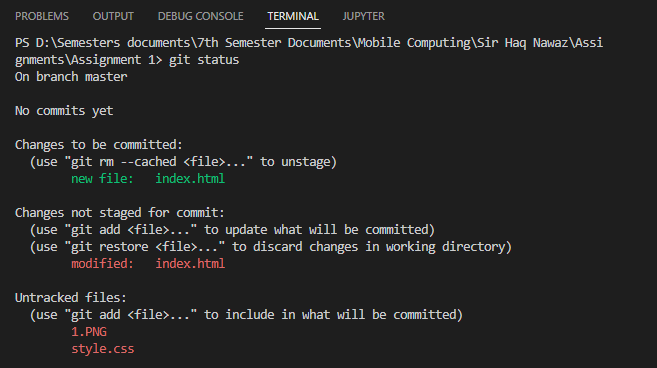 PROBLEMS OUTPUT DEBUG CONSOLE TERMINAL JUPYTER
PS D:\Semesters documents\7th Semester Documents\Mobile Computing\Sir Haq Nawaz\Assi
gnments\Assignment 1> git status
On branch master
No commits yet
Changes to be committed:
(use "git rm --cached <file>..." to unstage)
new file: index.html
Changes not staged for commit:
(use "git add <file>..." to update what will be committed)
(use "git restore <file>..." to discard changes in working directory)
modified: index.html
Untracked files:
(use "git add <file>..." to include in what will be committed)
1.PNG
style.css